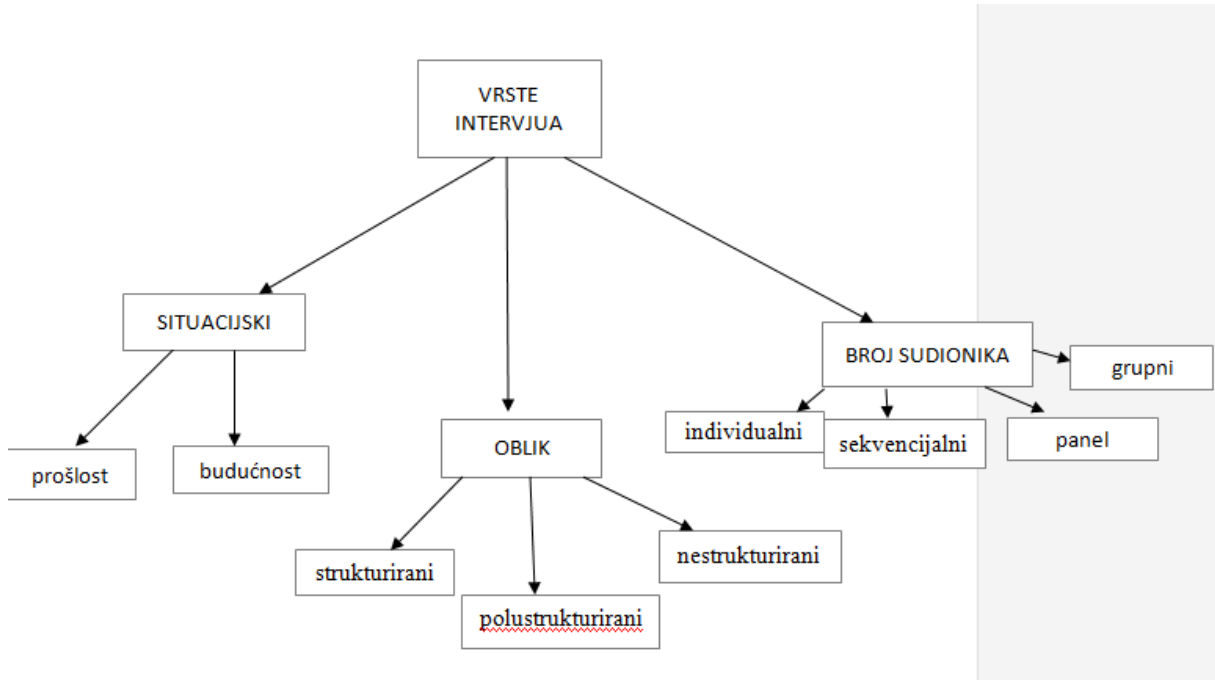 VRSTE
INTERVJUA
SITUACIJSKI
BROJ SUDIONIKA
grupni
individualni
sekvencijalni
panel
OBLIK
prošlost
budućnost
strukturirani
polustrukturirani
nestrukturirani